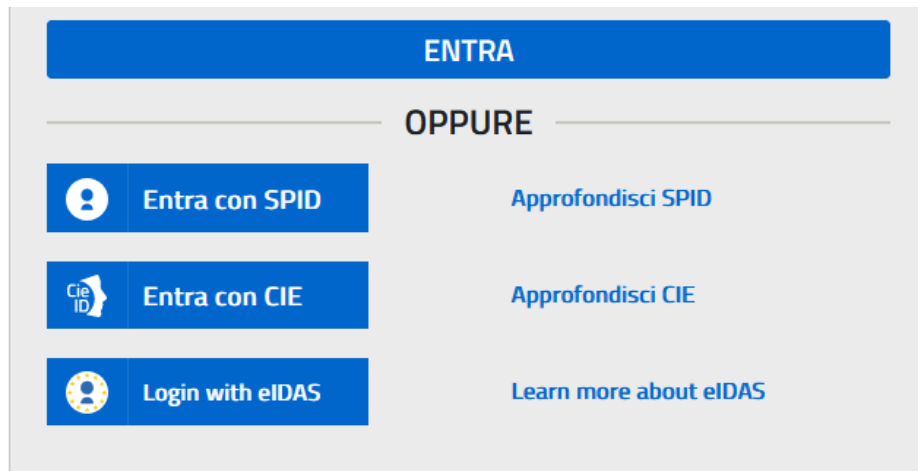 ENTRA
OPPURE
Entra con SPID Approfondisci SPID
Cie ID Entra con CIE Approfondisci CIE
Login with eIDAS Learn more about eIDAS